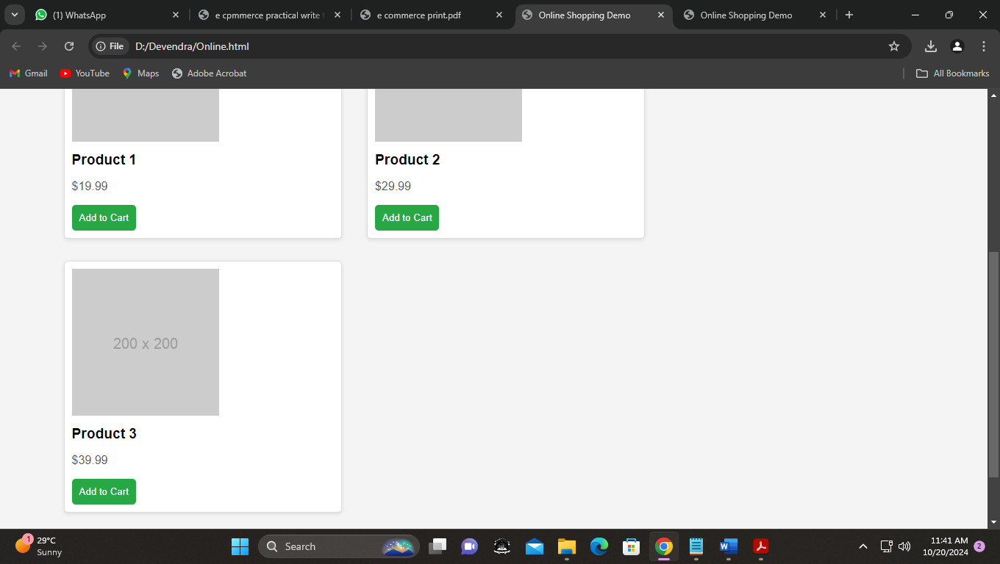 (1) WhatsApp
e cpmmerce practical write t
e commerce print.pdf
Online Shopping Demo
Online Shopping Demo
File
D:/Devendra/Online.html
Gmail
YouTube
Maps
Adobe Acrobat
All Bookmarks
Product 1
Product 2
$19.99
$29.99
Add to Cart
Add to Cart
200 x 200
Product 3
$39.99
Add to Cart
1
29°C
Sunny
Search
11:41 AM
10/20/2024
2